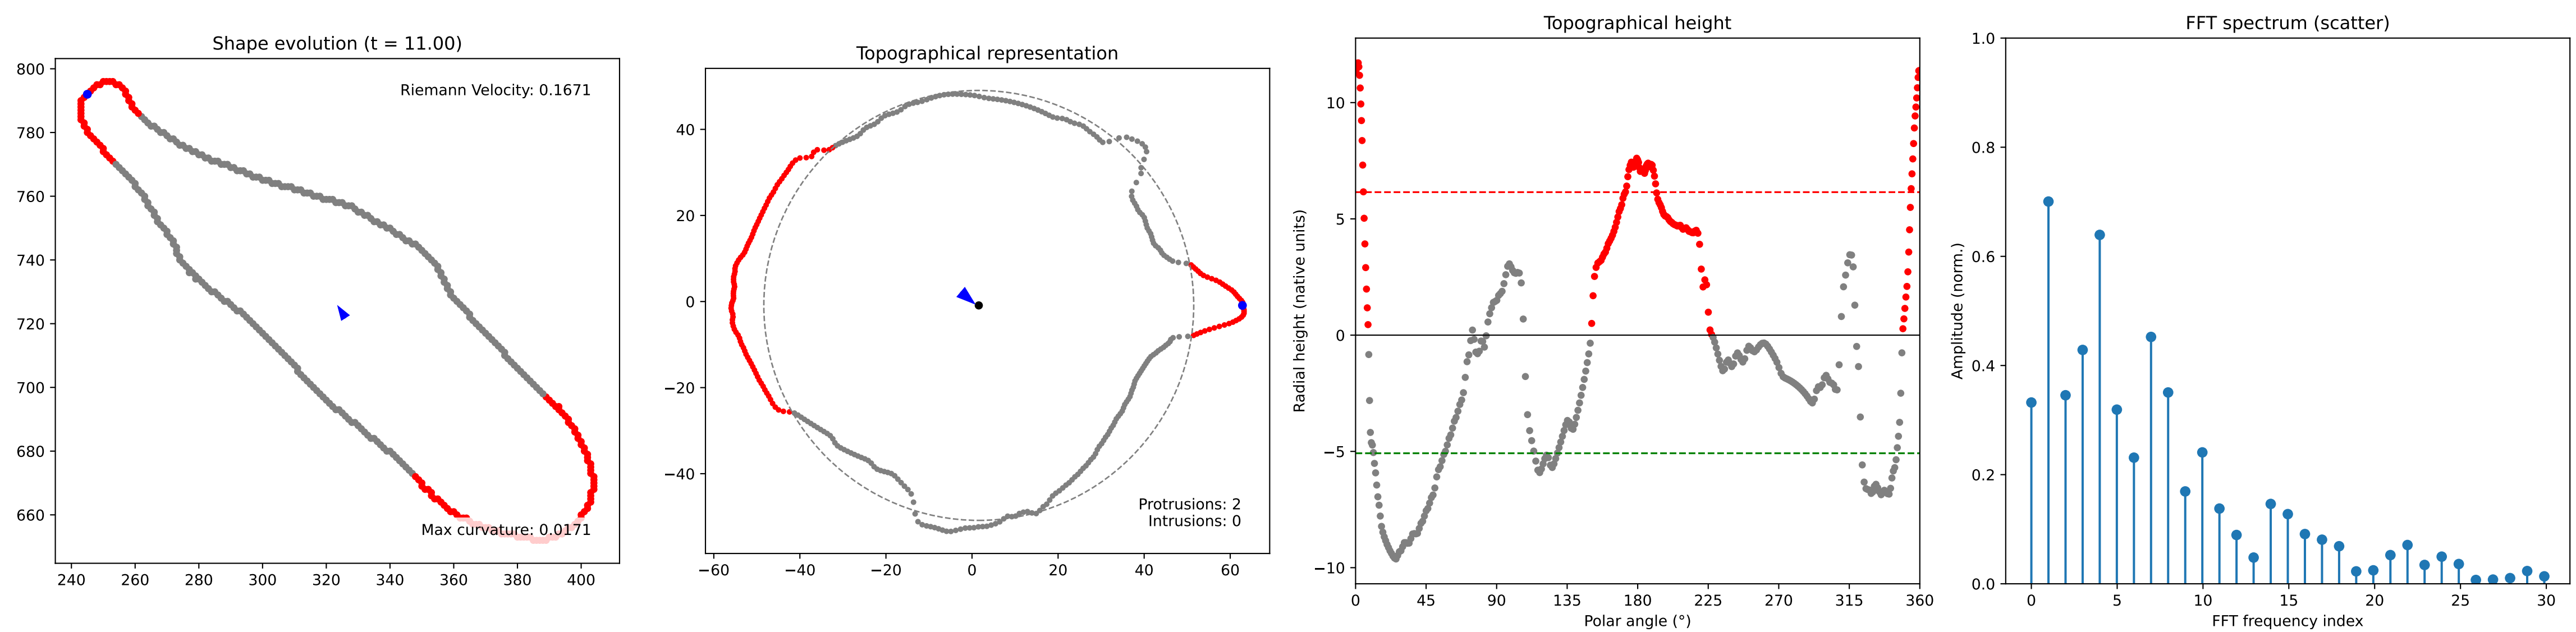 Shape evolution (t = 11.00)
Riemann Velocity: 0.1671
Max curvature: 0.0171
800
780
760
740
720
700
680
660
240 260 280 300 320 340 360 380 400
Topographical representation
40
20
0
−20
−40
−60 −40 −20 0 20 40 60
Protrusions: 2
Intrusions: 0
Topographical height
Radial height (native units)
10
5
0
−5
−10
0 45 90 135 180 225 270 315 360
Polar angle (°)
FFT spectrum (scatter)
Amplitude (norm.)
1.0
0.8
0.6
0.4
0.2
0.0
0 5 10 15 20 25 30
FFT frequency index